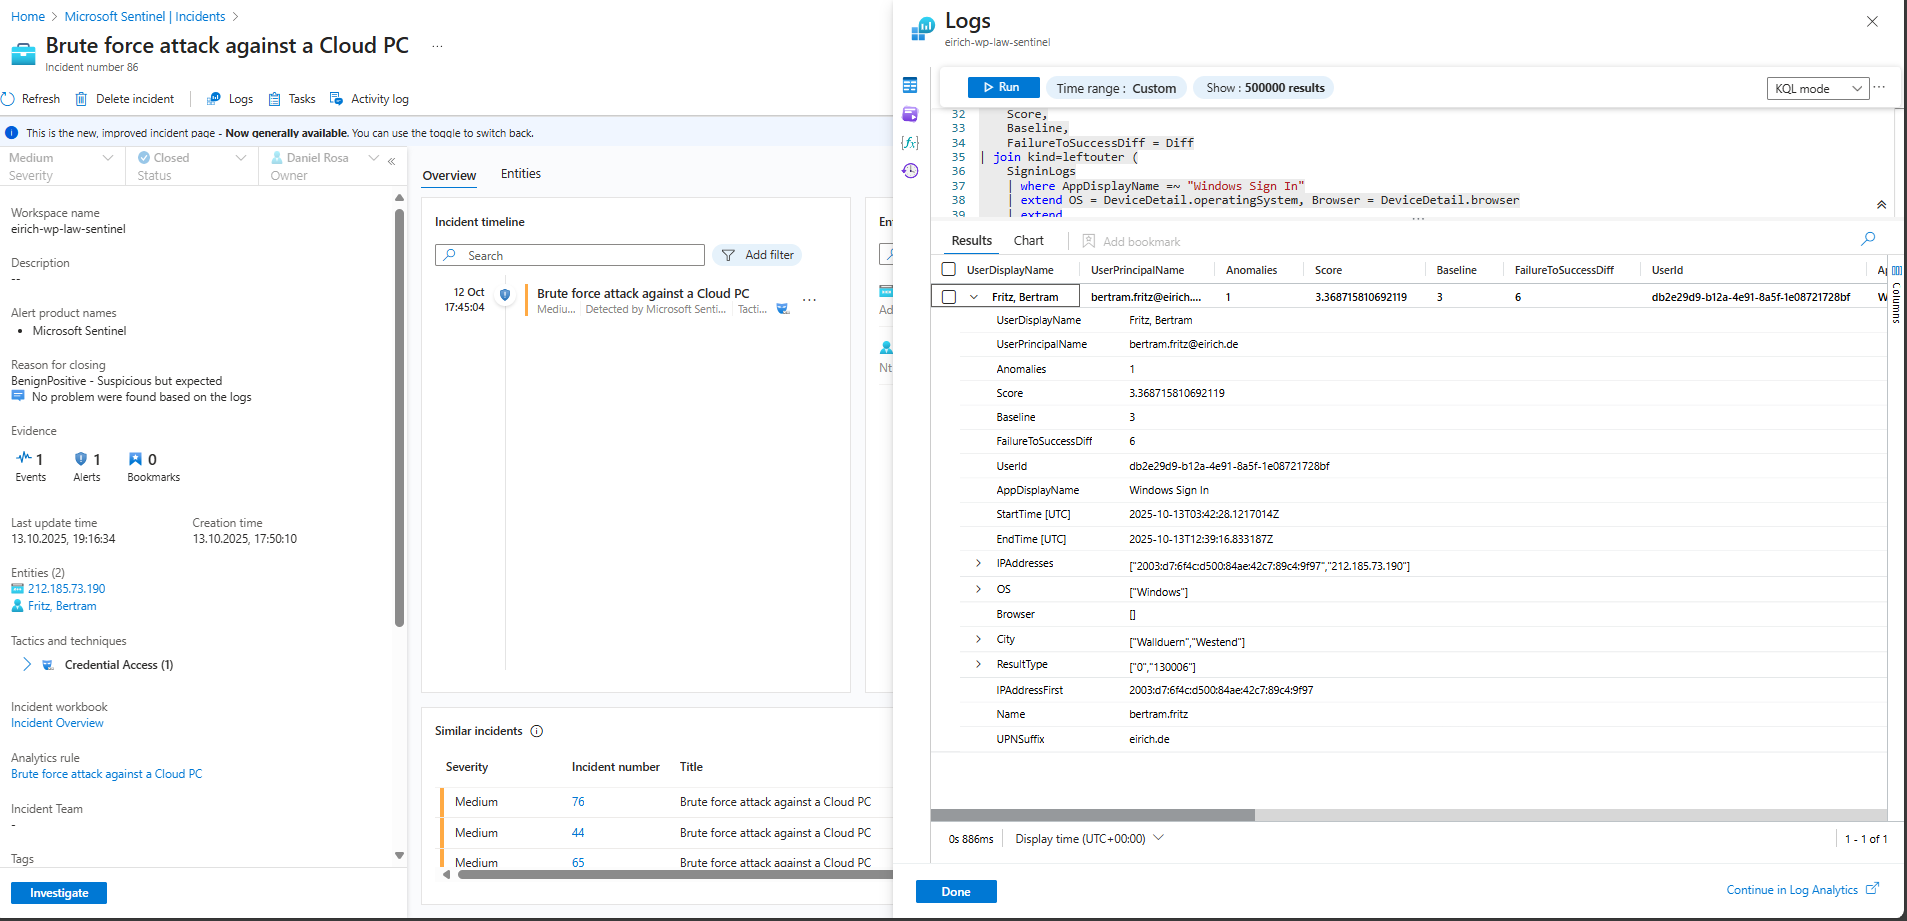 Home > Microsoft Sentinel | Incidents >
Brute force attack against a Cloud PC ...
Incident number 86
Refresh Delete incident Logs Tasks Activity log
This is the new, improved incident page - Now generally available. You can use the toggle to switch back.
Medium
Severity
Closed
Status
Daniel Rosa
Owner
«
Workspace name
eirich-wp-law-sentinel
Description
--
Alert product names
• Microsoft Sentinel
Reason for closing
BenignPositive - Suspicious but expected
No problem were found based on the logs
Evidence
1 1 0
Events Alerts Bookmarks
Last update time Creation time
13.10.2025, 19:16:34 13.10.2025, 17:50:10
Entities (2)
212.185.73.190
Fritz, Bertram
Tactics and techniques
Credential Access (1)
Incident workbook
Incident Overview
Analytics rule
Brute force attack against a Cloud PC
Incident Team
-
Tags
Investigate
Overview Entities
Incident timeline
Search Add filter
12 Oct Brute force attack against a Cloud PC ...
17:45:04 Mediu... Detected by Microsoft Senti... Tacti...
En
Ad
Nt
Similar incidents
Severity Incident number Title
Medium 76 Brute force attack against a Cloud PC
Medium 44 Brute force attack against a Cloud PC
Medium 65 Brute force attack against a Cloud PC
Logs
eirich-wp-law-sentinel
Run Time range : Custom Show : 500000 results KQL mode ...
32 Score,
33 Baseline,
34 FailureToSuccessDiff = Diff
35 | join kind=leftouter (
36 SigninLogs
37 | where AppDisplayName =~ "Windows Sign In"
38 | extend OS = DeviceDetail.operatingSystem, Browser = DeviceDetail.browser
39 | extend
...
Results Chart Add bookmark
UserDisplayName UserPrincipalName Anomalies Score Baseline FailureToSuccessDiff UserId Ap
Fritz, Bertram bertram.fritz@eirich.... 1 3.368715810692119 3 6 db2e29d9-b12a-4e91-8a5f-1e08721728bf W
Columns
UserDisplayName Fritz, Bertram
UserPrincipalName bertram.fritz@eirich.de
Anomalies 1
Score 3.368715810692119
Baseline 3
FailureToSuccessDiff 6
UserId db2e29d9-b12a-4e91-8a5f-1e08721728bf
AppDisplayName Windows Sign In
StartTime [UTC] 2025-10-13T03:42:28.1217014Z
EndTime [UTC] 2025-10-13T12:39:16.833187Z
IPAddresses ["2003:d7:6f4c:d500:84ae:42c7:89c4:9f97","212.185.73.190"]
OS ["Windows"]
Browser []
City ["Wallduern","Westend"]
ResultType ["0","130006"]
IPAddressFirst 2003:d7:6f4c:d500:84ae:42c7:89c4:9f97
Name bertram.fritz
UPNSuffix eirich.de
0s 886ms Display time (UTC+00:00) 1 - 1 of 1
Done Continue in Log Analytics